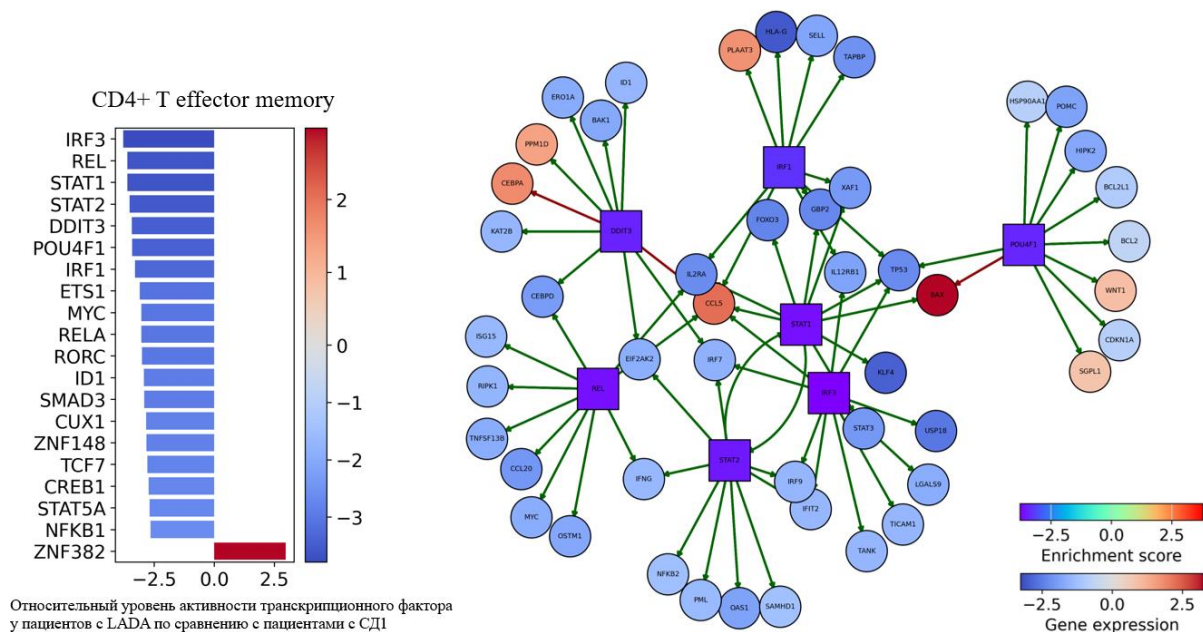 CD4+ T effector memory
IRF3
REL
STAT1
STAT2
DDIT3
POU4F1
IRF1
ETS1
MYC
RELA
RORC
ID1
SMAD3
CUX1
ZNF148
TCF7
CREB1
STAT5A
NFKB1
ZNF382
−2.5
0.0
2.5
2
1
0
−1
−2
−3
Относительный уровень активности транскрипционного фактора
у пациентов с LADA по сравнению с пациентами с СД1
PLAAT3
HLA-G
SELL
TAPBP
ID1
ERO1A
BAK1
PPM1D
CEBPA
KAT2B
DDIT3
CEBPD
IRF1
XAF1
GBP2
FOXO3
IL2RA
IL12RB1
TP53
CCL5
BAX
STAT1
HSP90AA1
POMC
HIPK2
BCL2L1
BCL2
POU4F1
WNT1
CDKN1A
SGPL1
ISG15
EIF2AK2
IRF7
KLF4
RIPK1
REL
IRF3
TNFSF13B
STAT3
USP18
CCL20
STAT2
IFNG
IRF9
LGALS9
MYC
IFIT2
TICAM1
OSTM1
TANK
NFKB2
PML
OAS1
SAMHD1
−2.5
0.0
2.5
Enrichment score
−2.5
0.0
2.5
Gene expression